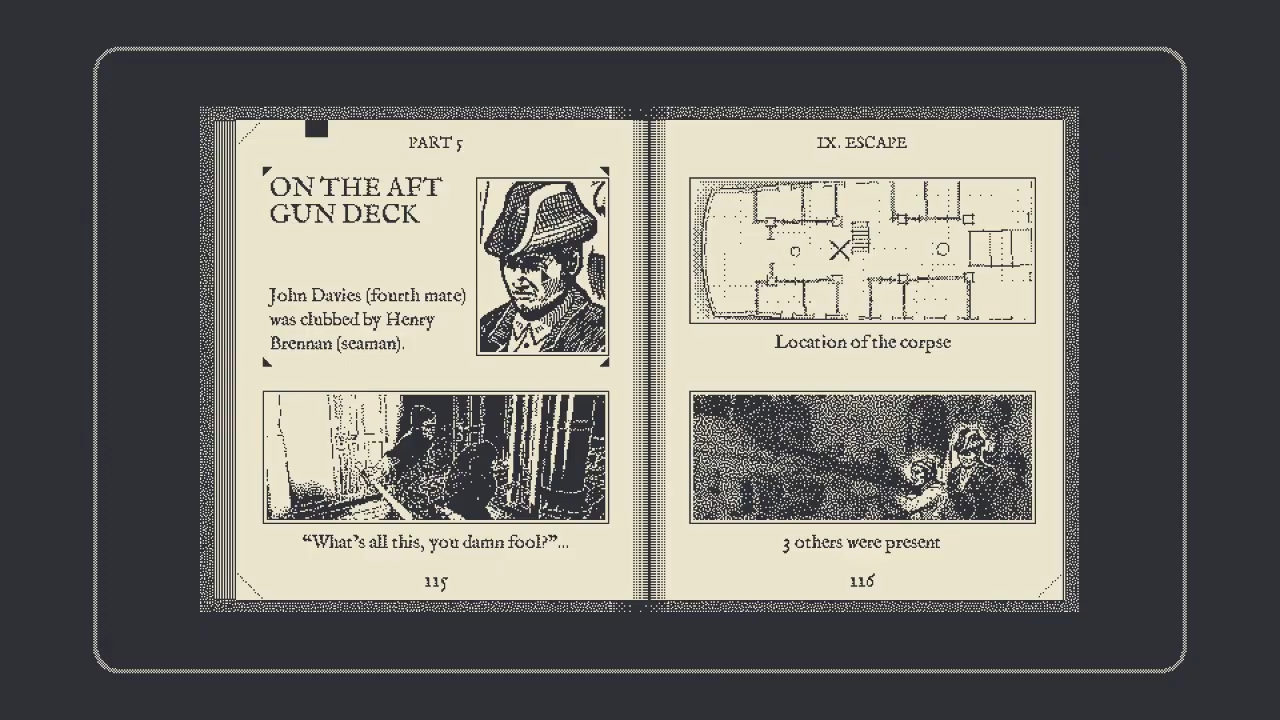 PART 5
ON THE AFT
GUN DECK
John Davies (fourth mate)
was clubbed by Henry
Brennan (seaman).
“What’s all this, you damn fool?”...
115
IX. ESCAPE
Location of the corpse
3 others were present
116